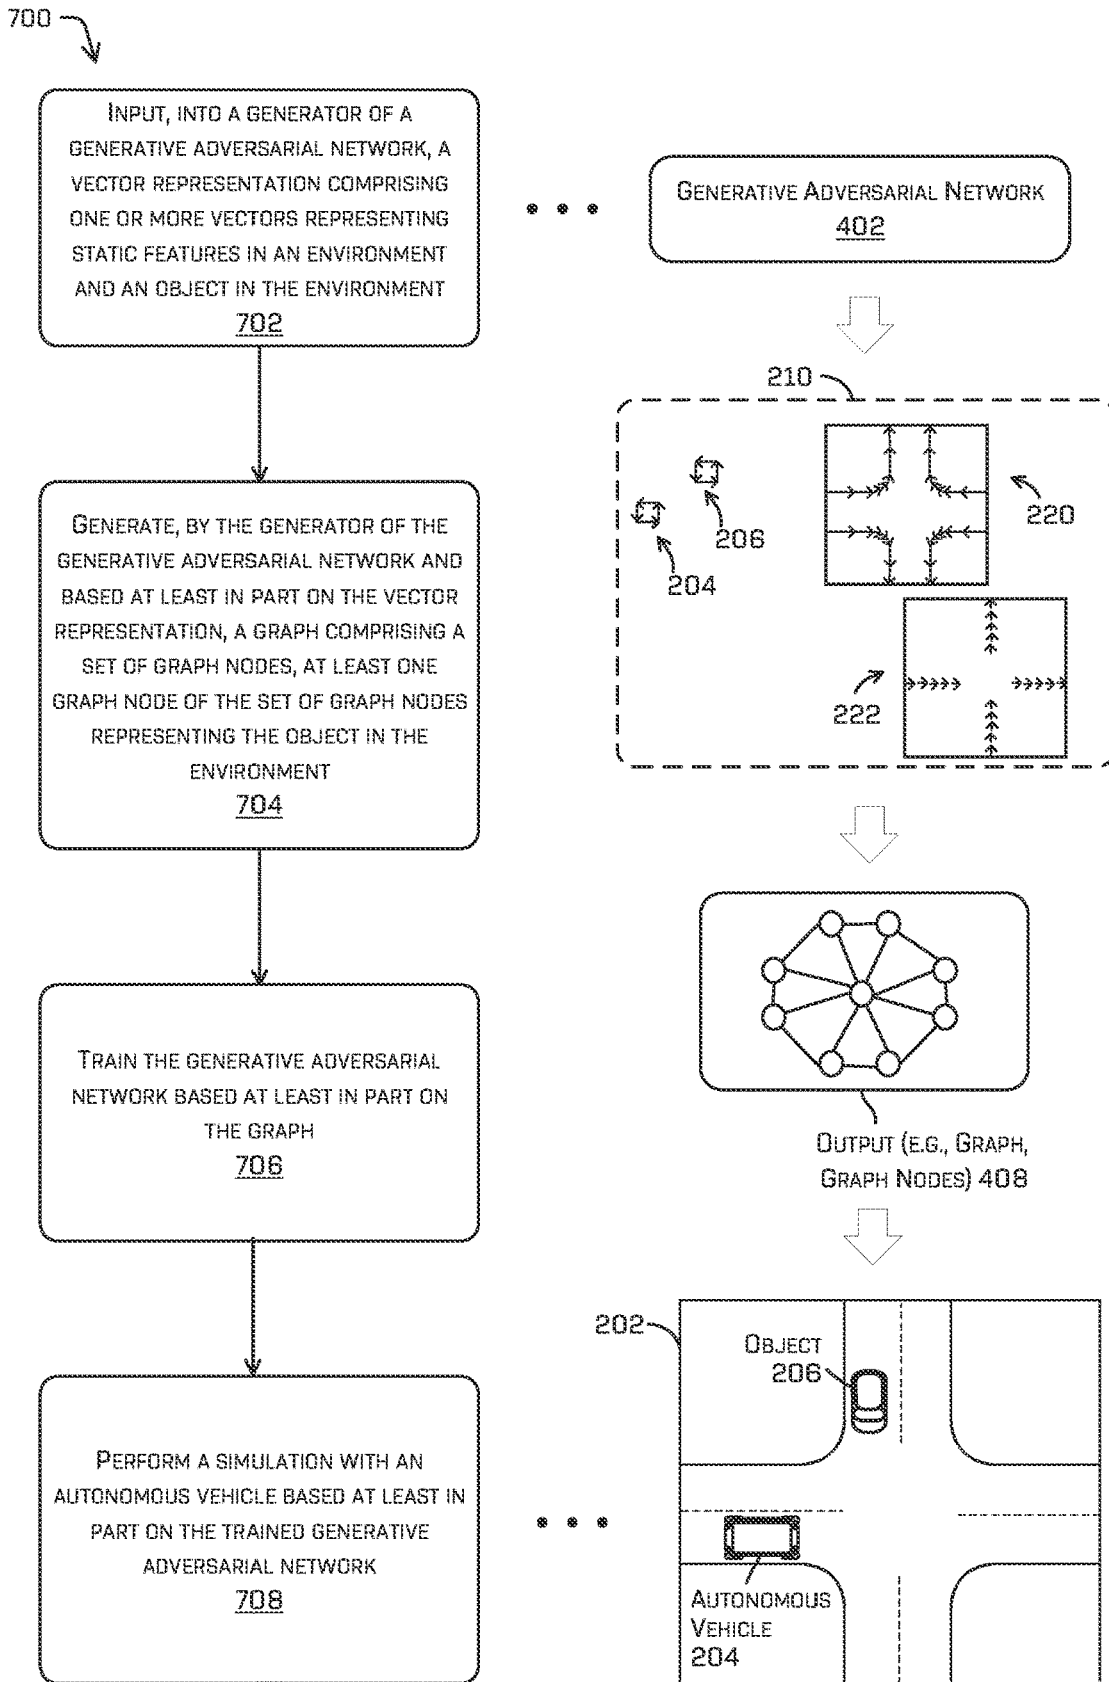 700
INPUT, INTO A GENERATOR OF A
GENERATIVE ADVERSARIAL NETWORK, A
VECTOR REPRESENTATION COMPRISING
ONE OR MORE VECTORS REPRESENTING
STATIC FEATURES IN AN ENVIRONMENT
AND AN OBJECT IN THE ENVIRONMENT
702
GENERATE, BY THE GENERATOR OF THE
GENERATIVE ADVERSARIAL NETWORK AND
BASED AT LEAST IN PART ON THE VECTOR
REPRESENTATION, A GRAPH COMPRISING A
SET OF GRAPH NODES, AT LEAST ONE
GRAPH NODE OF THE SET OF GRAPH NODES
REPRESENTING THE OBJECT IN THE
ENVIRONMENT
704
TRAIN THE GENERATIVE ADVERSARIAL
NETWORK BASED AT LEAST IN PART ON
THE GRAPH
706
PERFORM A SIMULATION WITH AN
AUTONOMOUS VEHICLE BASED AT LEAST IN
PART ON THE TRAINED GENERATIVE
ADVERSARIAL NETWORK
708
GENERATIVE ADVERSARIAL NETWORK
402
210
206
204
220
222
OUTPUT (E.G., GRAPH,
GRAPH NODES) 408
202
OBJECT
206
AUTONOMOUS
VEHICLE
204